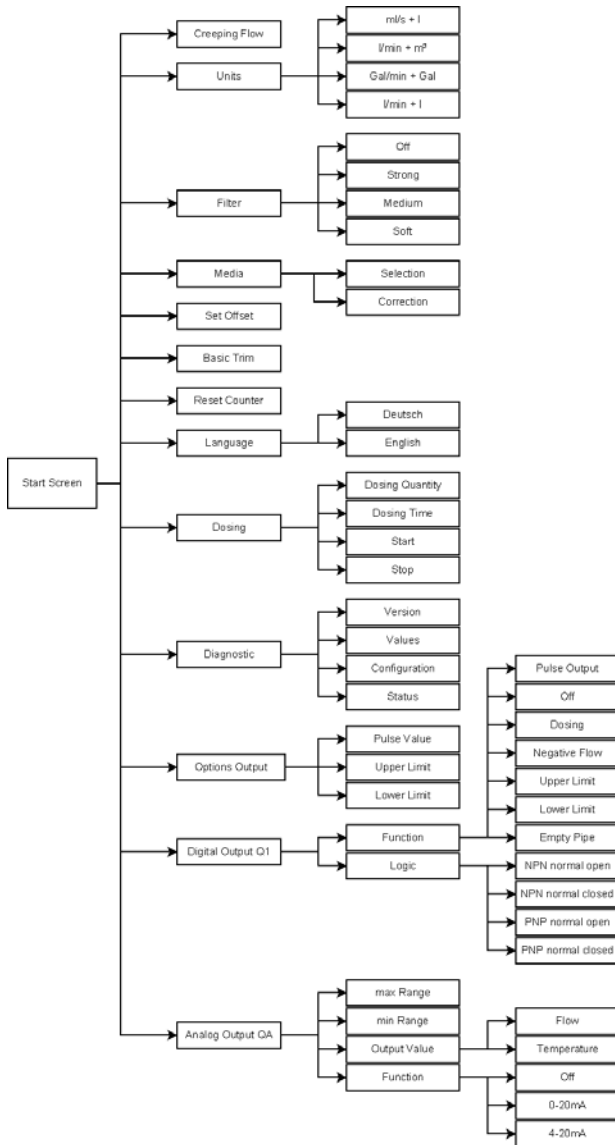 Start Screen
Creeping Flow
Units
ml/s + l
l/min + m³
Gal/min + Gal
l/min + l
Filter
Off
Strong
Medium
Soft
Media
Selection
Correction
Set Offset
Basic Trim
Reset Counter
Language
Deutsch
English
Dosing
Dosing Quantity
Dosing Time
Start
Stop
Diagnostic
Version
Values
Configuration
Status
Options Output
Pulse Value
Upper Limit
Lower Limit
Digital Output Q1
Function
Pulse Output
Off
Dosing
Negative Flow
Upper Limit
Lower Limit
Empty Pipe
Logic
NPN normal open
NPN normal closed
PNP normal open
PNP normal closed
Analog Output QA
max Range
min Range
Output Value
Flow
Temperature
Function
Off
0-20mA
4-20mA